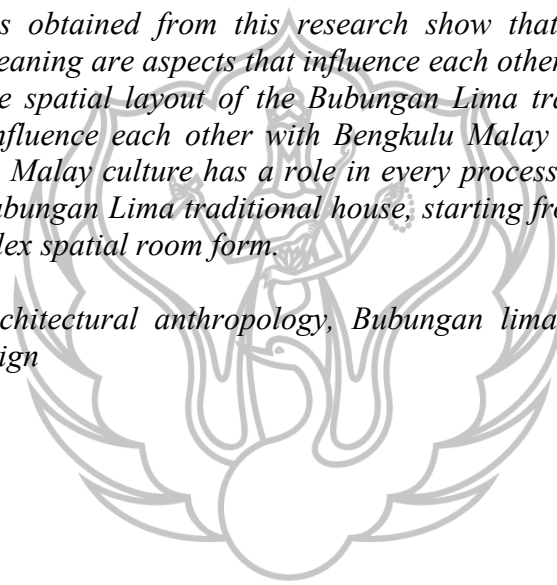 s obtained from this research show that
eaning are aspects that influence each other
e spatial layout of the Bubungan Lima tra
nfluence each other with Bengkulu Malay
Malay culture has a role in every process
ubungan Lima traditional house, starting fro
lex spatial room form.
chitectural anthropology, Bubungan lima
ign